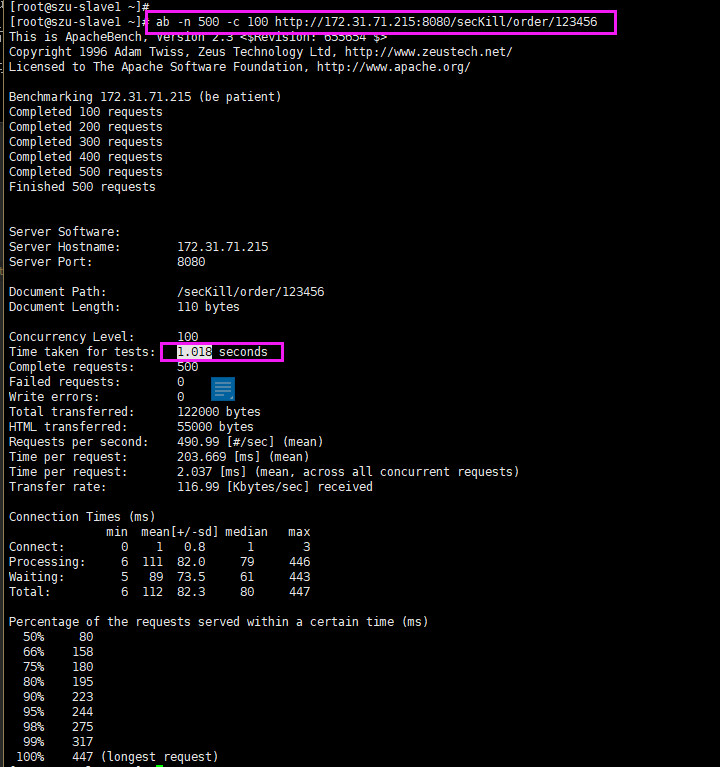 [root@szu-slave1 ~]#
[root@szu-slave1 ~]# ab -n 500 -c 100 http://172.31.71.215:8080/secKill/order/123456
This is ApacheBench, Version 2.3 <$Revision: 655654 $>
Copyright 1996 Adam Twiss, Zeus Technology Ltd, http://www.zeustech.net/
Licensed to The Apache Software Foundation, http://www.apache.org/
Benchmarking 172.31.71.215 (be patient)
Completed 100 requests
Completed 200 requests
Completed 300 requests
Completed 400 requests
Completed 500 requests
Finished 500 requests
Server Software:
Server Hostname: 172.31.71.215
Server Port: 8080
Document Path: /secKill/order/123456
Document Length: 110 bytes
Concurrency Level: 100
Time taken for tests: 1.018 seconds
Complete requests: 500
Failed requests: 0
Write errors: 0
Total transferred: 122000 bytes
HTML transferred: 55000 bytes
Requests per second: 490.99 [#/sec] (mean)
Time per request: 203.669 [ms] (mean)
Time per request: 2.037 [ms] (mean, across all concurrent requests)
Transfer rate: 116.99 [Kbytes/sec] received
Connection Times (ms)
min mean[+/-sd] median max
Connect: 0 1 0.8 1 3
Processing: 6 111 82.0 79 446
Waiting: 5 89 73.5 61 443
Total: 6 112 82.3 80 447
Percentage of the requests served within a certain time (ms)
50% 80
66% 158
75% 180
80% 195
90% 223
95% 244
98% 275
99% 317
100% 447 (longest request)